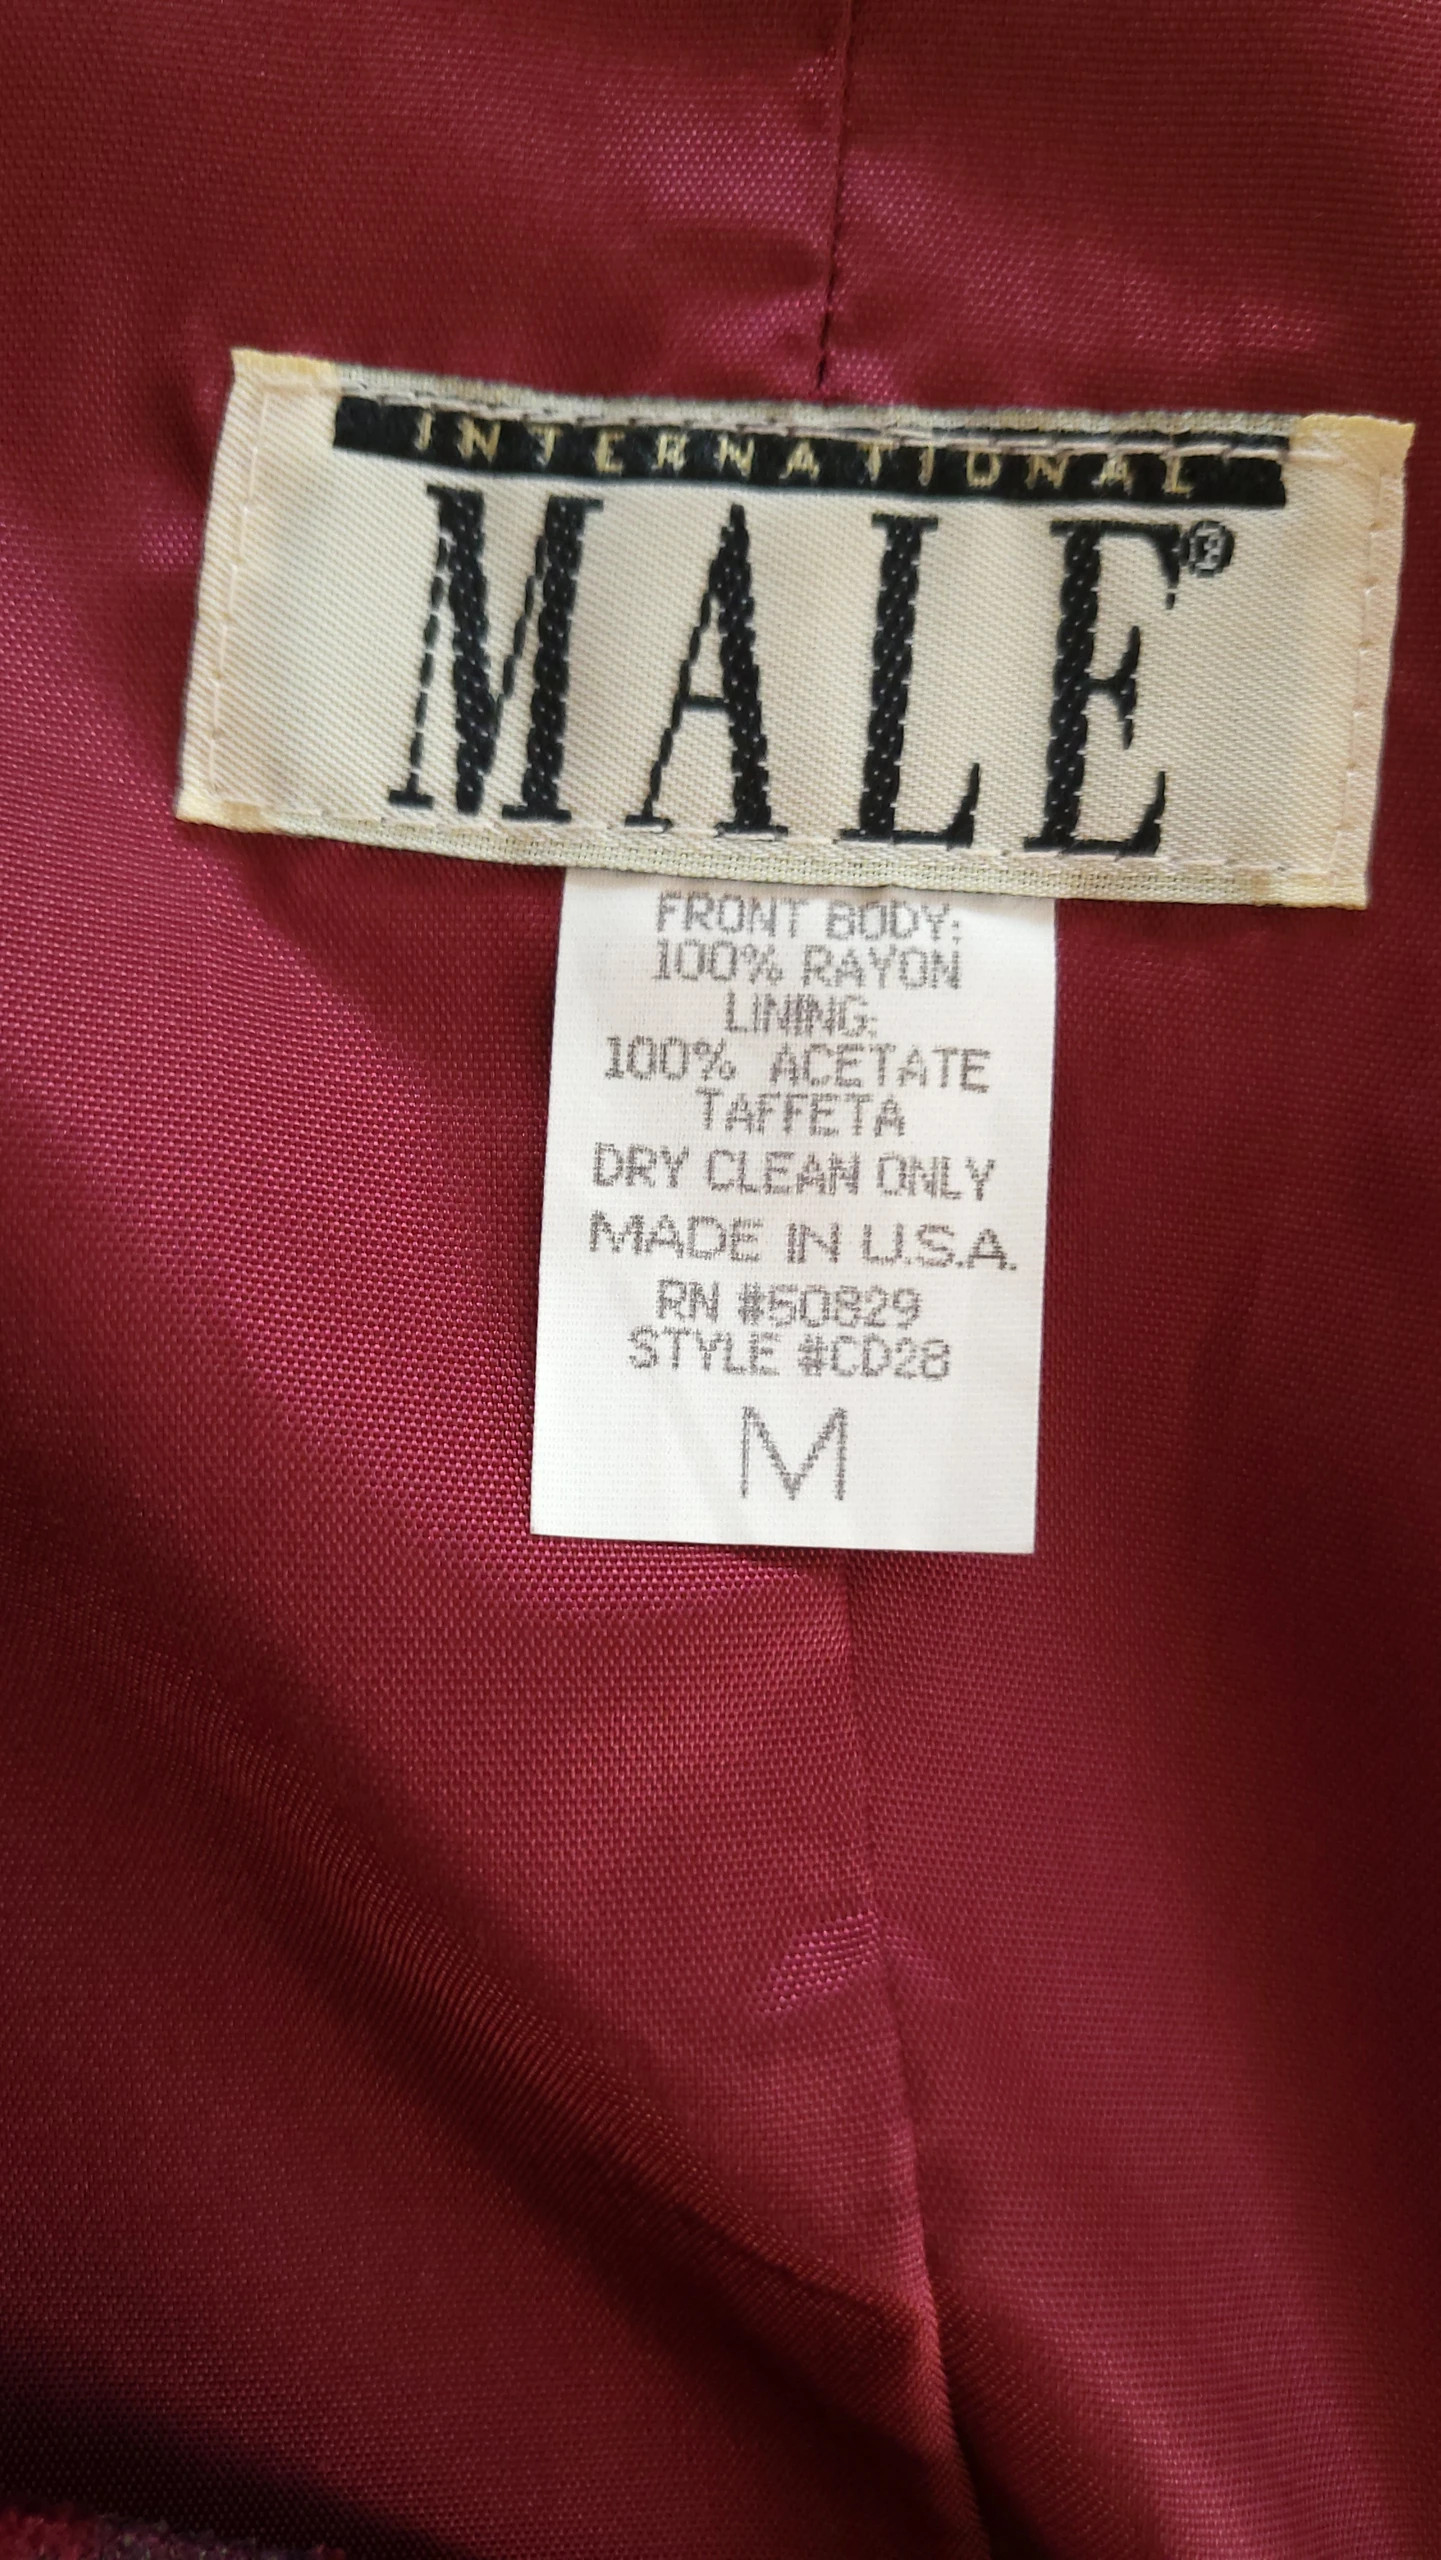 INTERNATIONAL
MALE®
FRONT BODY:
100% RAYON
LINING:
100% ACETATE
TAFFETA
DRY CLEAN ONLY
MADE IN U.S.A.
RN #50829
STYLE #CD28
M